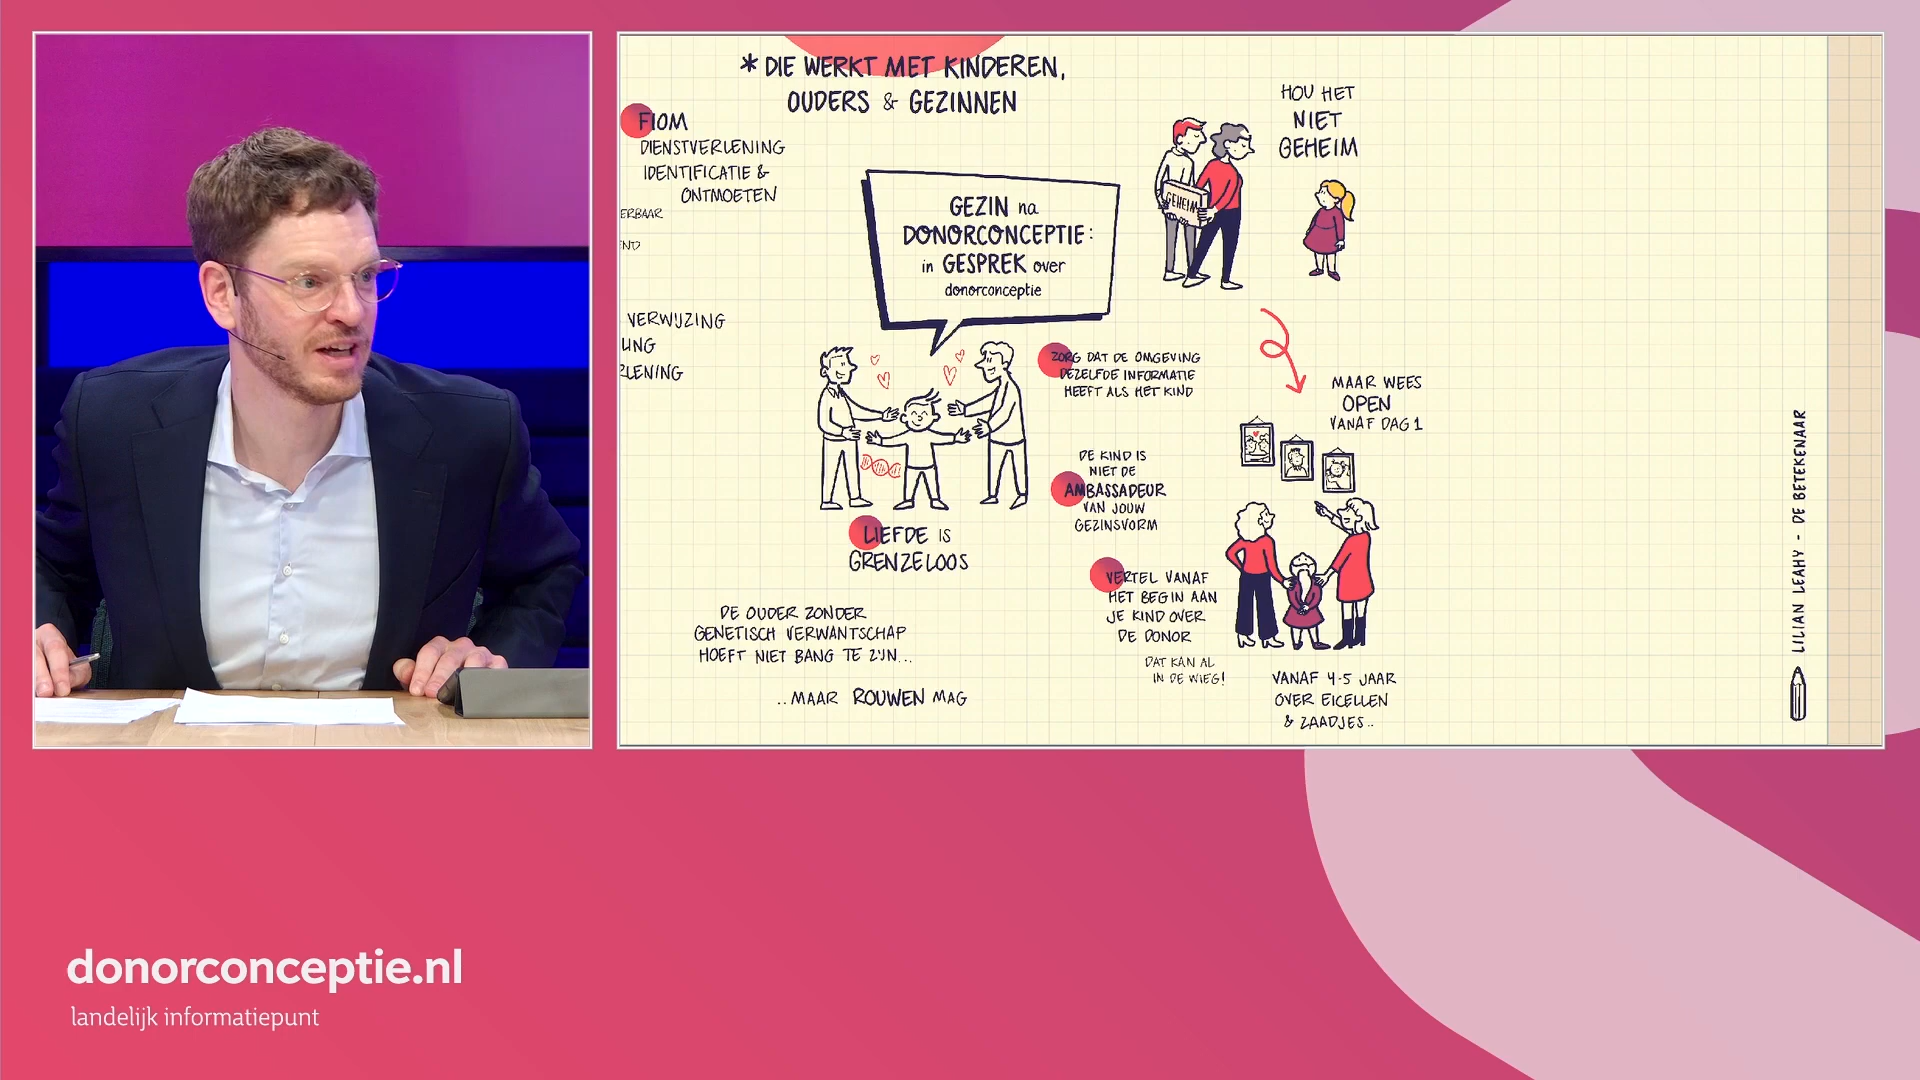 * DIE WERKT MET KINDEREN,
OUDERS & GEZINNEN
FIOM
DIENSTVERLENING
IDENTIFICATIE &
ONTMOETEN
ERBAAR
END
VERWIJZING
LING
RLENING
GEZIN na
DONORCONCEPTIE:
in GESPREK over
donorconceptie
LIEFDE IS
GRENZELOOS
DE OUDER ZONDER
GENETISCH VERWANTSCHAP
HOEFT NIET BANG TE ZIJN...
..MAAR ROUWEN MAG
ZORG DAT DE OMGEVING
DEZELFDE INFORMATIE
HEEFT ALS HET KIND
DE KIND IS
NIET DE
AMBASSADEUR
VAN JOUW
GEZINSVORM
VERTEL VANAF
HET BEGIN AAN
JE KIND OVER
DE DONOR
DAT KAN AL
IN DE WIEG!
HOU HET
NIET
GEHEIM
GEHEIM
MAAR WEES
OPEN
VANAF DAG 1
VANAF 4-5 JAAR
OVER EICELLEN
& ZAADJES..
LILIAN LEAHY - DE BETEKENAAR
donorconceptie.nl
landelijk informatiepunt